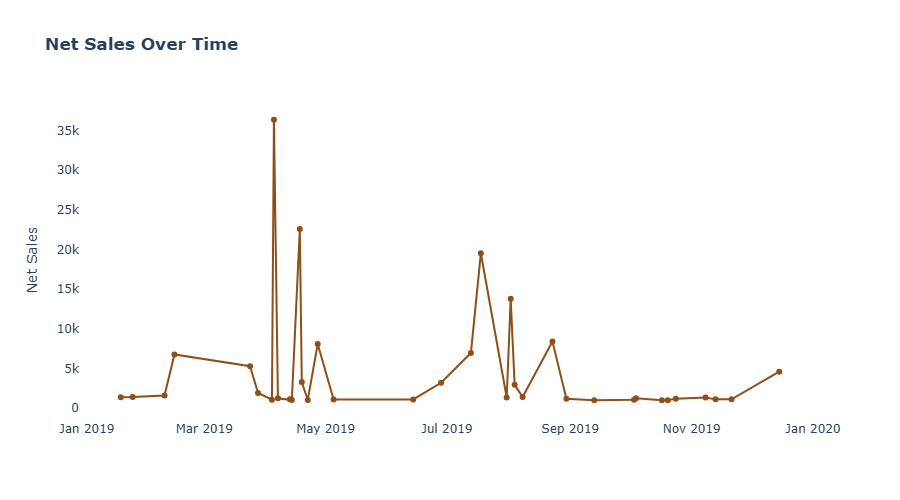 Net Sales Over Time
35k
30k
25k
20k
15k
10k
5k
0
Net Sales
Jan 2019
Mar 2019
May 2019
Jul 2019
Sep 2019
Nov 2019
Jan 2020